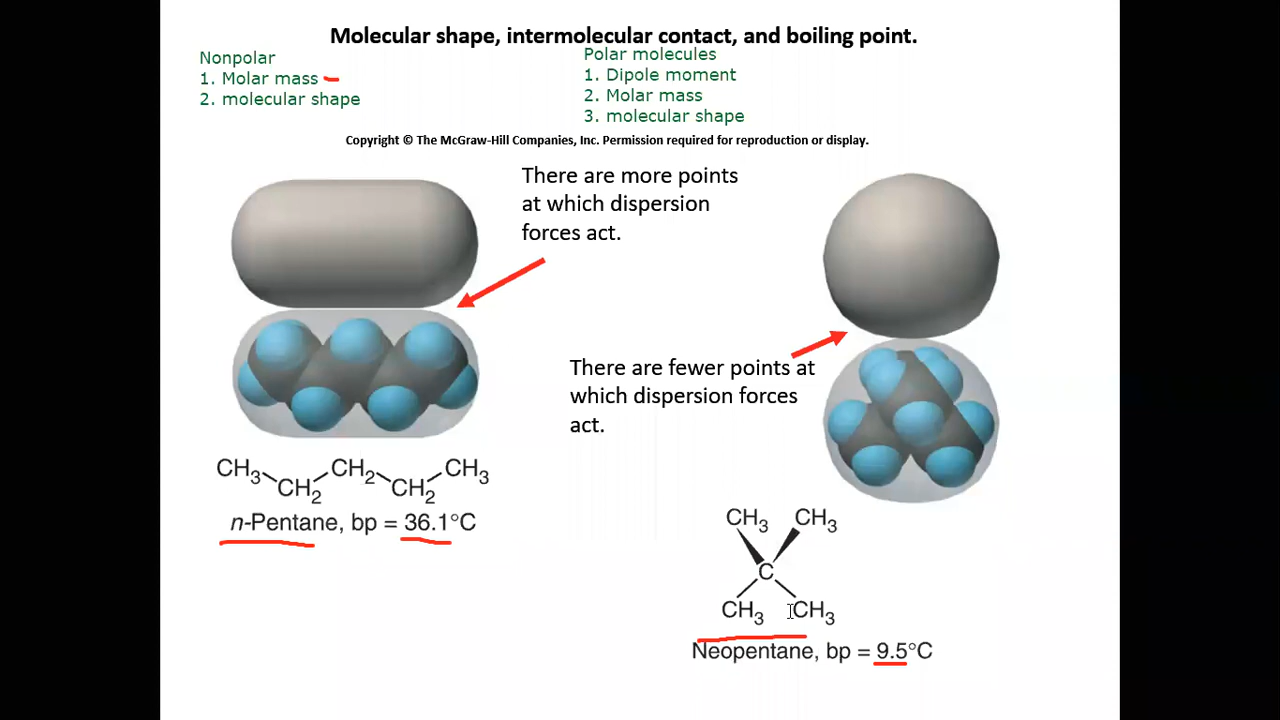 Molecular shape, intermolecular contact, and boiling point.
Nonpolar
1. Molar mass
2. molecular shape
Polar molecules
1. Dipole moment
2. Molar mass
3. molecular shape
Copyright © The McGraw-Hill Companies, Inc. Permission required for reproduction or display.
There are more points
at which dispersion
forces act.
There are fewer points at
which dispersion forces
act.
CH₃ CH₂ CH₃
CH₂ CH₂
n-Pentane, bp = 36.1°C
CH₃ CH₃
C
CH₃ CH₃
Neopentane, bp = 9.5°C